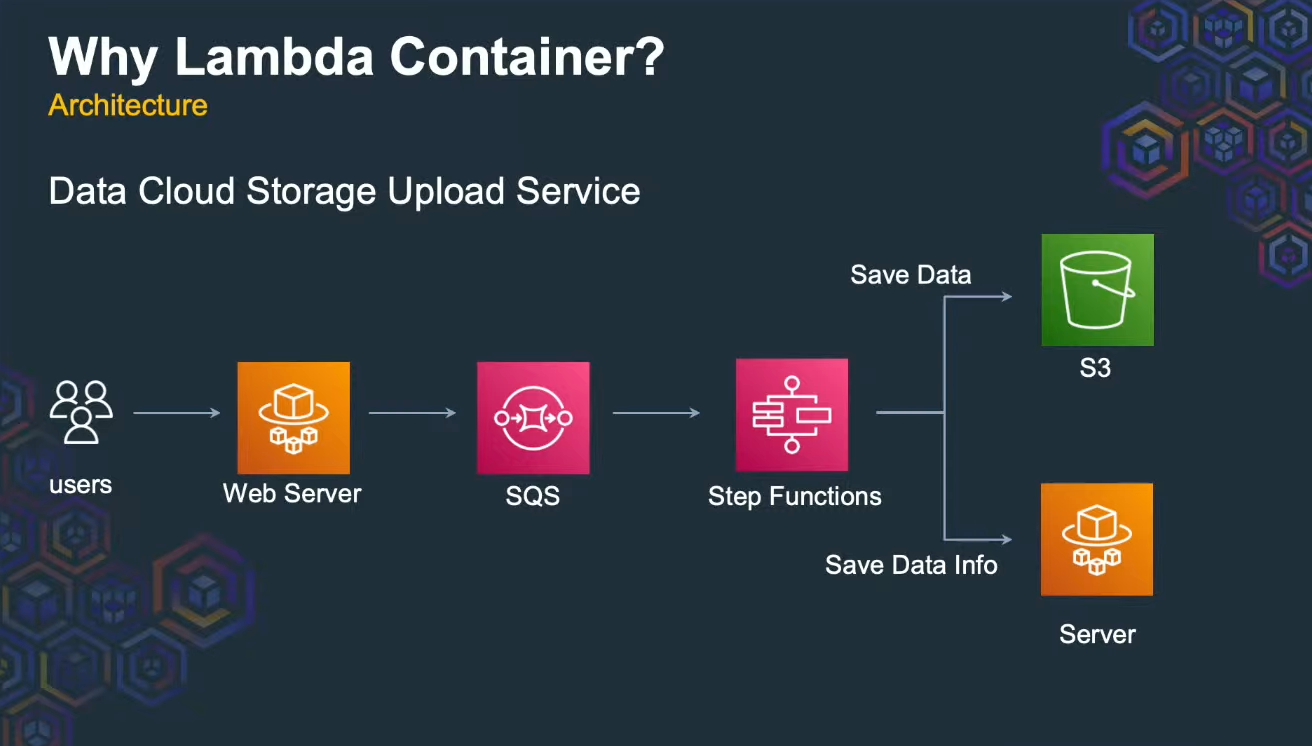 Why Lambda Container?
Architecture
Data Cloud Storage Upload Service
Save Data
S3
users
Web Server
SQS
Step Functions
Save Data Info
Server